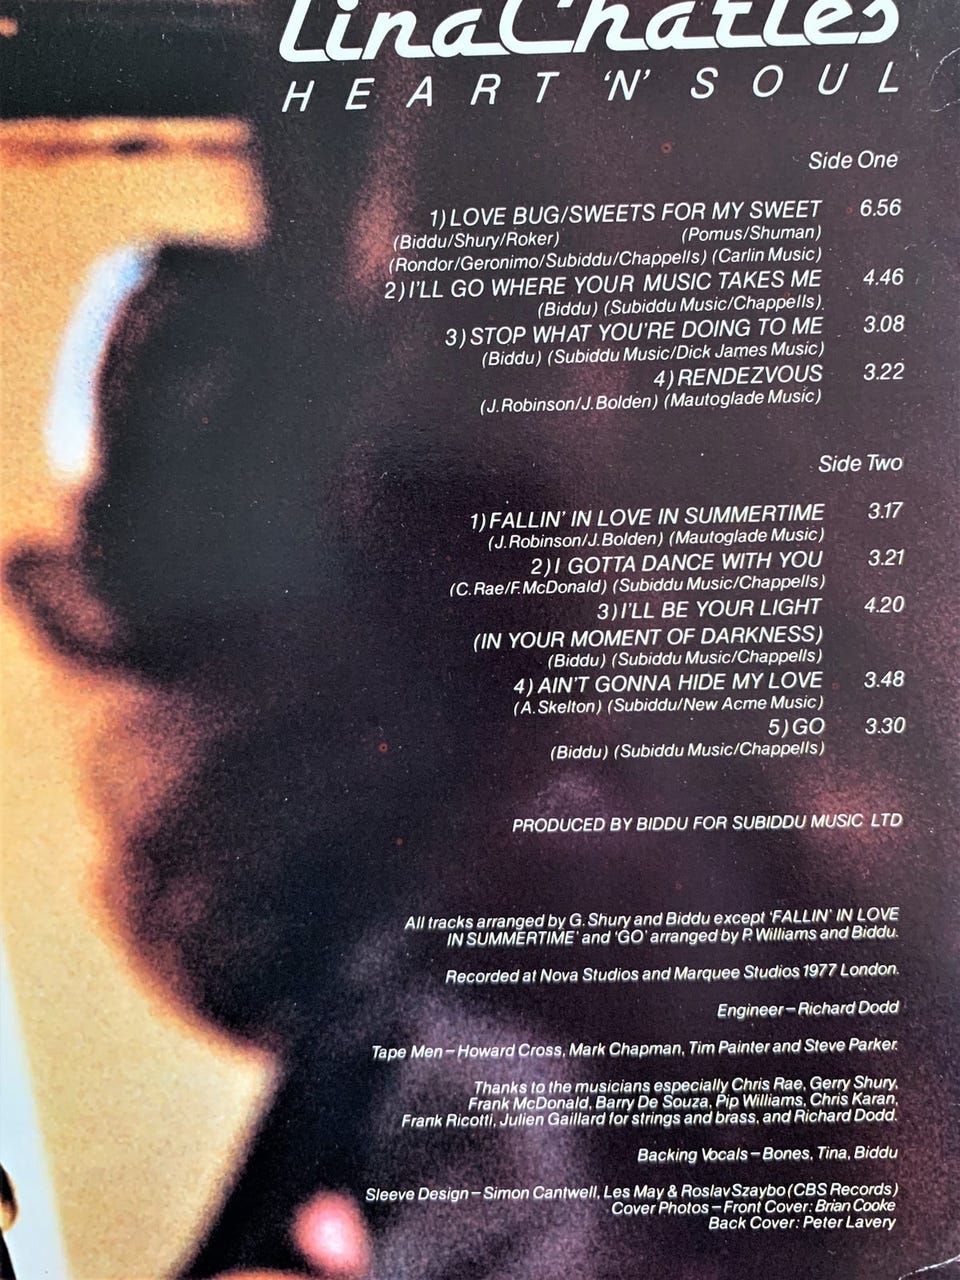 Tina Charles
HEART 'N' SOUL
Side One
1) LOVE BUG/SWEETS FOR MY SWEET 6.56
(Biddu/Shury/Roker) (Pomus/Shuman)
(Rondor/Geronimo/Subiddu/Chappells) (Carlin Music)
2) I'LL GO WHERE YOUR MUSIC TAKES ME 4.46
(Biddu) (Subiddu Music/Chappells).
3) STOP WHAT YOU'RE DOING TO ME 3.08
(Biddu) (Subiddu Music/Dick James Music)
4) RENDEZVOUS 3.22
(J. Robinson/J. Bolden) (Mautoglade Music)
Side Two
1) FALLIN' IN LOVE IN SUMMERTIME 3.17
(J. Robinson/J. Bolden) (Mautoglade Music)
2) I GOTTA DANCE WITH YOU 3.21
(C. Rae/F. McDonald) (Subiddu Music/Chappells)
3) I'LL BE YOUR LIGHT 4.20
(IN YOUR MOMENT OF DARKNESS)
(Biddu) (Subiddu Music/Chappells)
4) AIN'T GONNA HIDE MY LOVE 3.48
(A. Skelton) (Subiddu/New Acme Music)
5) GO 3.30
(Biddu) (Subiddu Music/Chappells)
PRODUCED BY BIDDU FOR SUBIDDU MUSIC LTD
All tracks arranged by G. Shury and Biddu except 'FALLIN' IN LOVE
IN SUMMERTIME' and 'GO' arranged by P. Williams and Biddu.
Recorded at Nova Studios and Marquee Studios 1977 London.
Engineer – Richard Dodd
Tape Men – Howard Cross, Mark Chapman, Tim Painter and Steve Parker.
Thanks to the musicians especially Chris Rae, Gerry Shury,
Frank McDonald, Barry De Souza, Pip Williams, Chris Karan,
Frank Ricotti, Julien Gaillard for strings and brass, and Richard Dodd.
Backing Vocals – Bones, Tina, Biddu
Sleeve Design – Simon Cantwell, Les May & Roslav Szaybo (CBS Records)
Cover Photos – Front Cover: Brian Cooke
Back Cover: Peter Lavery